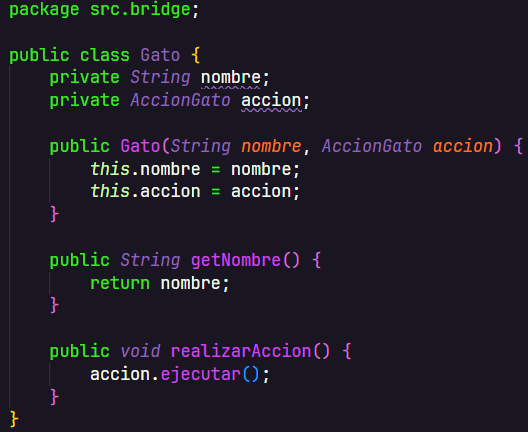 package src.bridge;
public class Gato {
private String nombre;
private AccionGato accion;
public Gato(String nombre, AccionGato accion) {
this.nombre = nombre;
this.accion = accion;
}
public String getNombre() {
return nombre;
}
public void realizarAccion() {
accion.ejecutar();
}
}